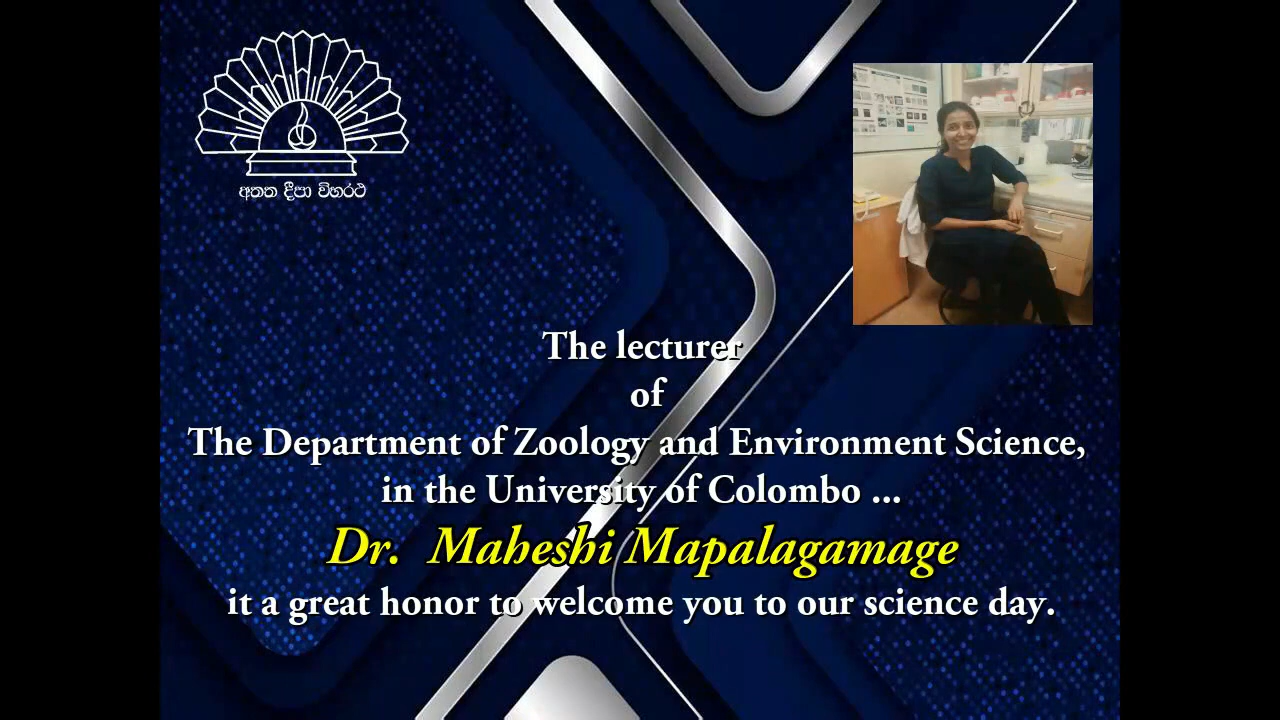 අතත දීපා විහරථ
The lecturer
of
The Department of Zoology and Environment Science,
in the University of Colombo ...
Dr. Maheshi Mapalagamage
it a great honor to welcome you to our science day.